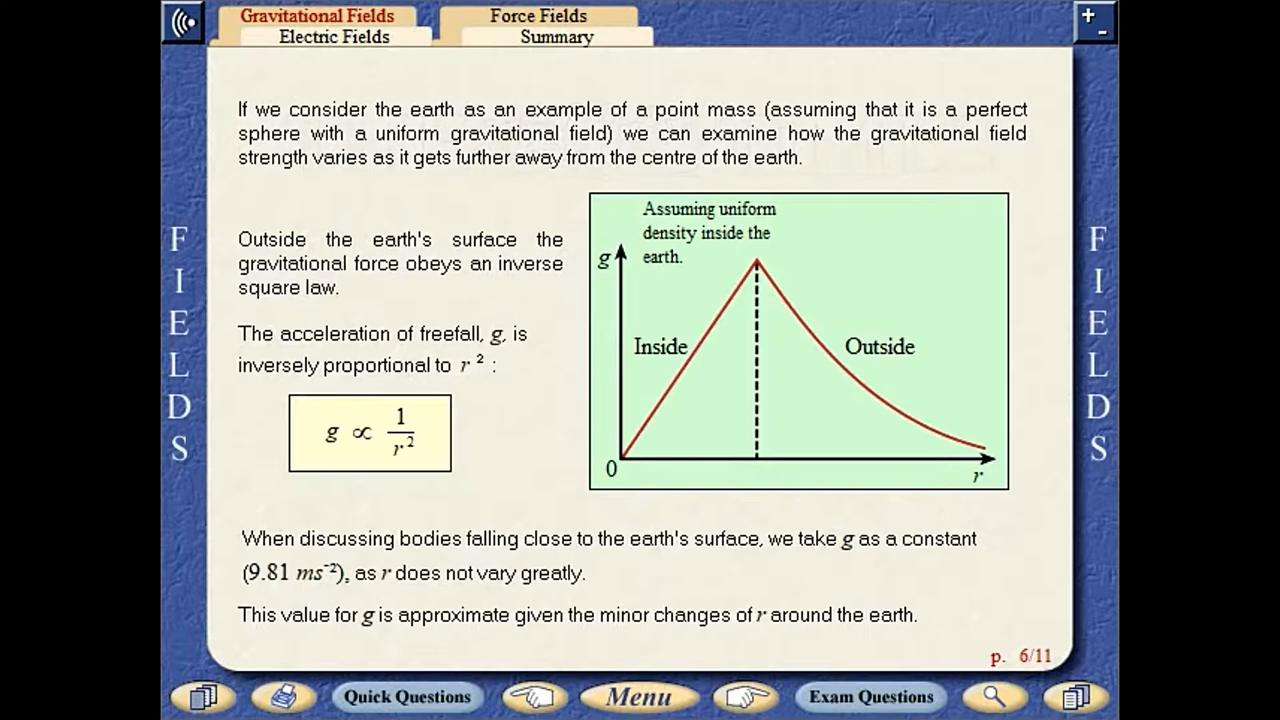 Gravitational Fields
Force Fields
Electric Fields
Summary
+
-
If we consider the earth as an example of a point mass (assuming that it is a perfect
sphere with a uniform gravitational field) we can examine how the gravitational field
strength varies as it gets further away from the centre of the earth.
Outside the earth's surface the
gravitational force obeys an inverse
square law.
The acceleration of freefall, g, is
inversely proportional to r ² :
g ∝ 1/r²
Assuming uniform
density inside the
earth.
g
Inside
Outside
0
r
When discussing bodies falling close to the earth's surface, we take g as a constant
(9.81 ms⁻²), as r does not vary greatly.
This value for g is approximate given the minor changes of r around the earth.
p. 6/11
FIELDS
FIELDS
Quick Questions
Menu
Exam Questions